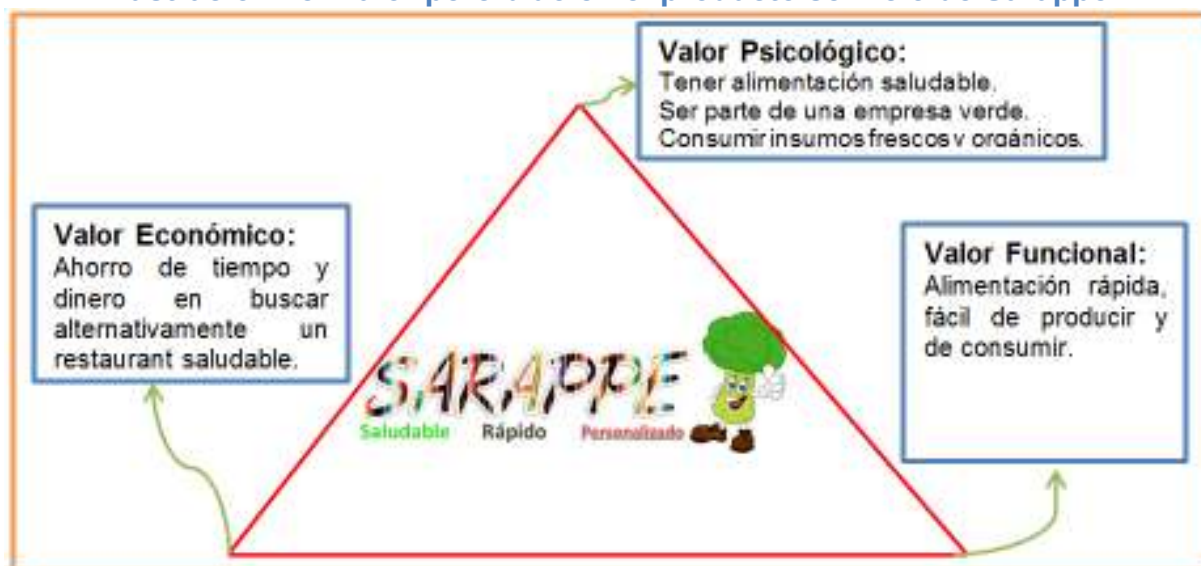 Valor Psicológico:
Tener alimentación saludable.
Ser parte de una empresa verde.
Consumir insumos frescos y orgánicos.
Valor Económico:
Ahorro de tiempo y
dinero en buscar
alternativamente un
restaurant saludable.
Valor Funcional:
Alimentación rápida,
fácil de producir y
de consumir.
SARAPPE
Saludable Rápido Personalizado